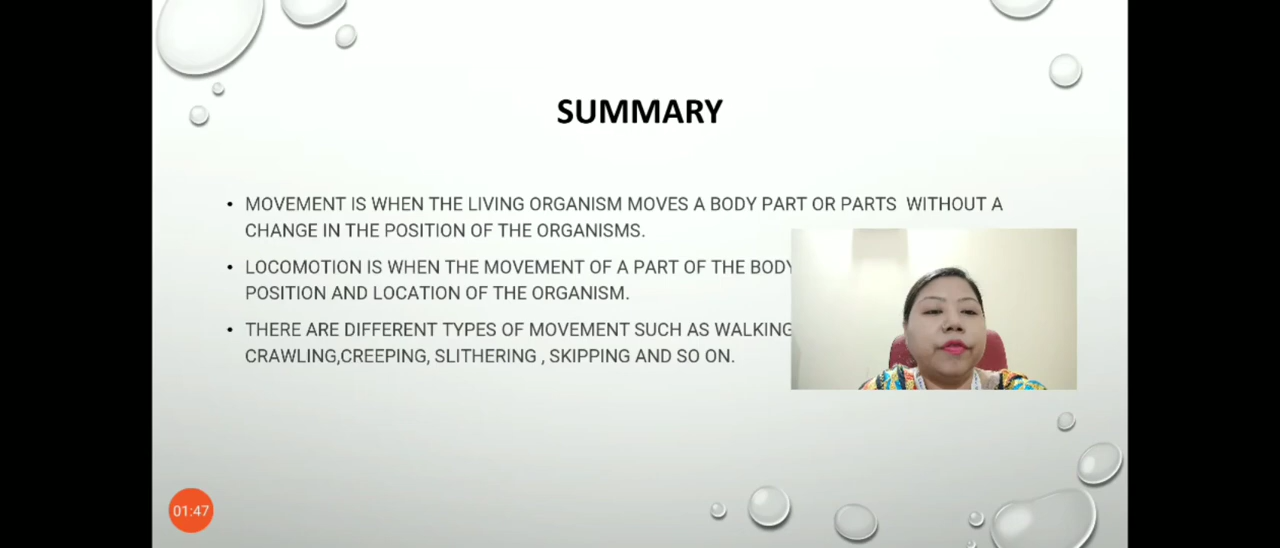 SUMMARY
• MOVEMENT IS WHEN THE LIVING ORGANISM MOVES A BODY PART OR PARTS WITHOUT A
CHANGE IN THE POSITION OF THE ORGANISMS.
• LOCOMOTION IS WHEN THE MOVEMENT OF A PART OF THE BODY
POSITION AND LOCATION OF THE ORGANISM.
• THERE ARE DIFFERENT TYPES OF MOVEMENT SUCH AS WALKING
CRAWLING,CREEPING, SLITHERING , SKIPPING AND SO ON.
01:47